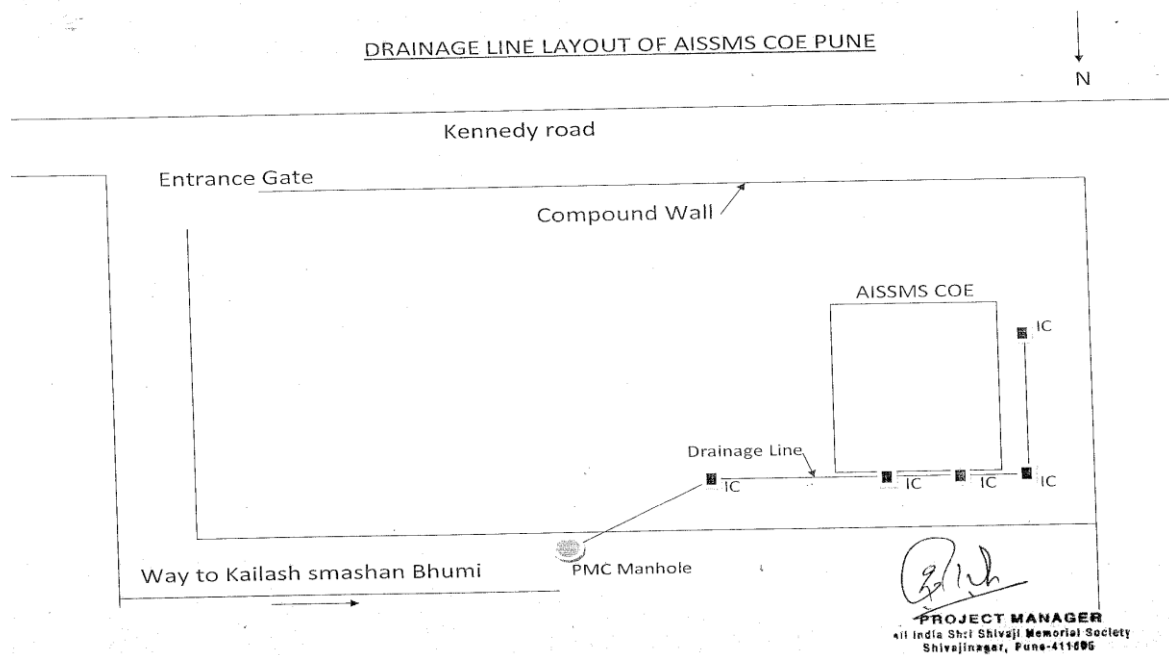 DRAINAGE LINE LAYOUT OF AISSMS COE PUNE
N
Kennedy road
Entrance Gate
Compound Wall
AISSMS COE
IC
Drainage Line
IC
IC
IC
IC
Way to Kailash smashan Bhumi
PMC Manhole
PROJECT MANAGER
All India Shri Shivaji Memorial Society
Shivajinagar, Pune-411005